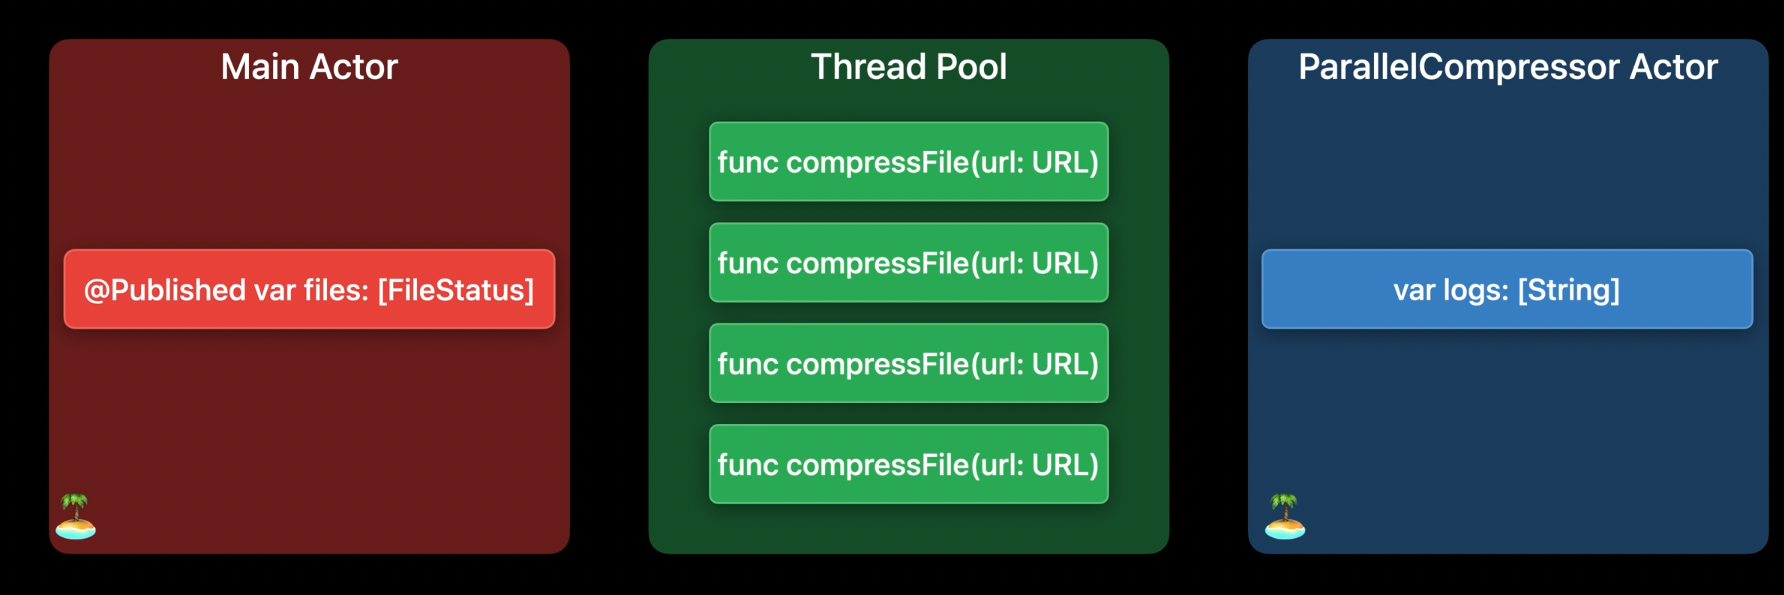 Main Actor
@Published var files: [FileStatus]
Thread Pool
func compressFile(url: URL)
func compressFile(url: URL)
func compressFile(url: URL)
func compressFile(url: URL)
ParallelCompressor Actor
var logs: [String]